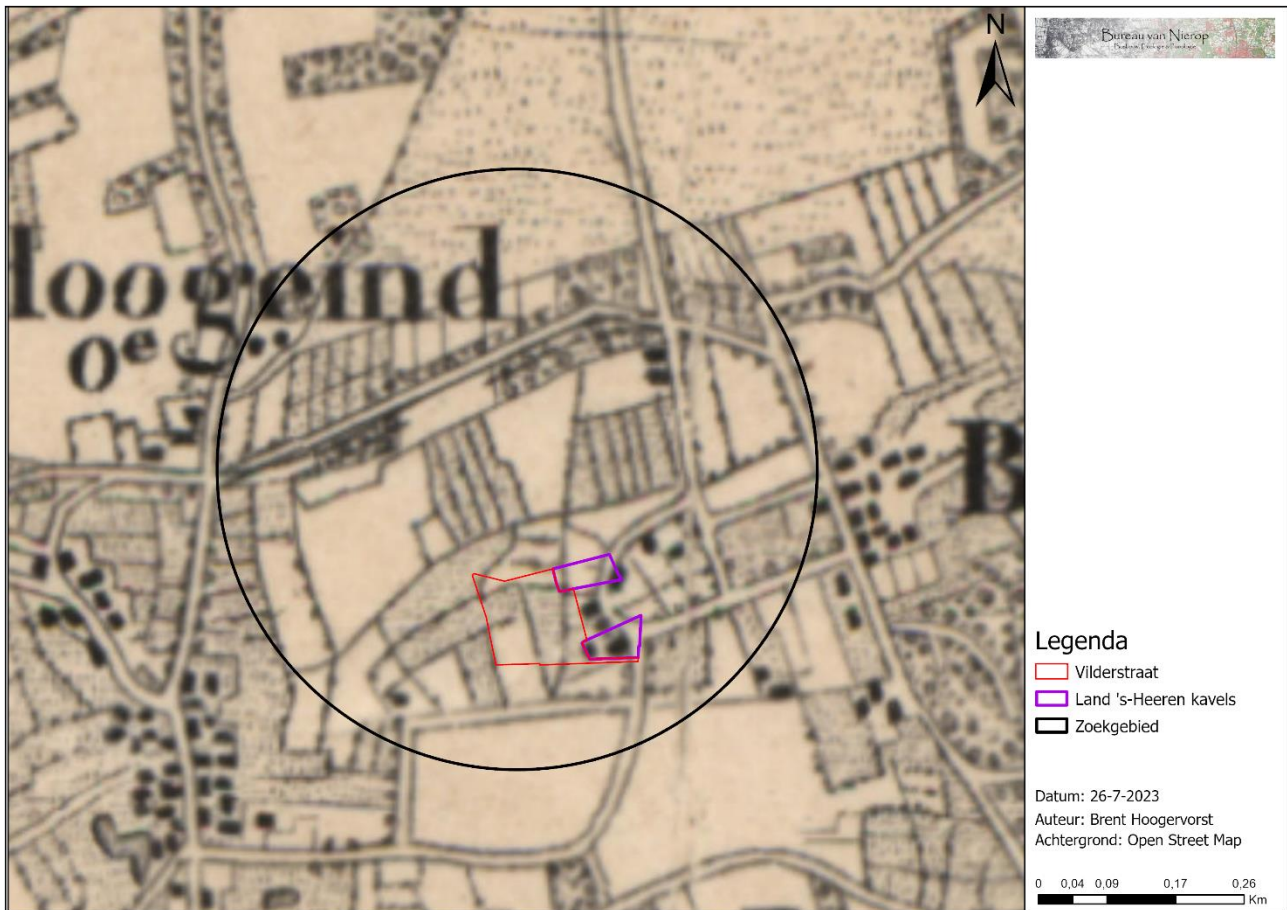 loogeind
oe g
B
N
Bureau van Nierop
Legenda
Vilderstraat
Land 's-Heeren kavels
Zoekgebied
Datum: 26-7-2023
Auteur: Brent Hoogervorst
Achtergrond: Open Street Map
0 0,04 0,09 0,17 0,26
Km